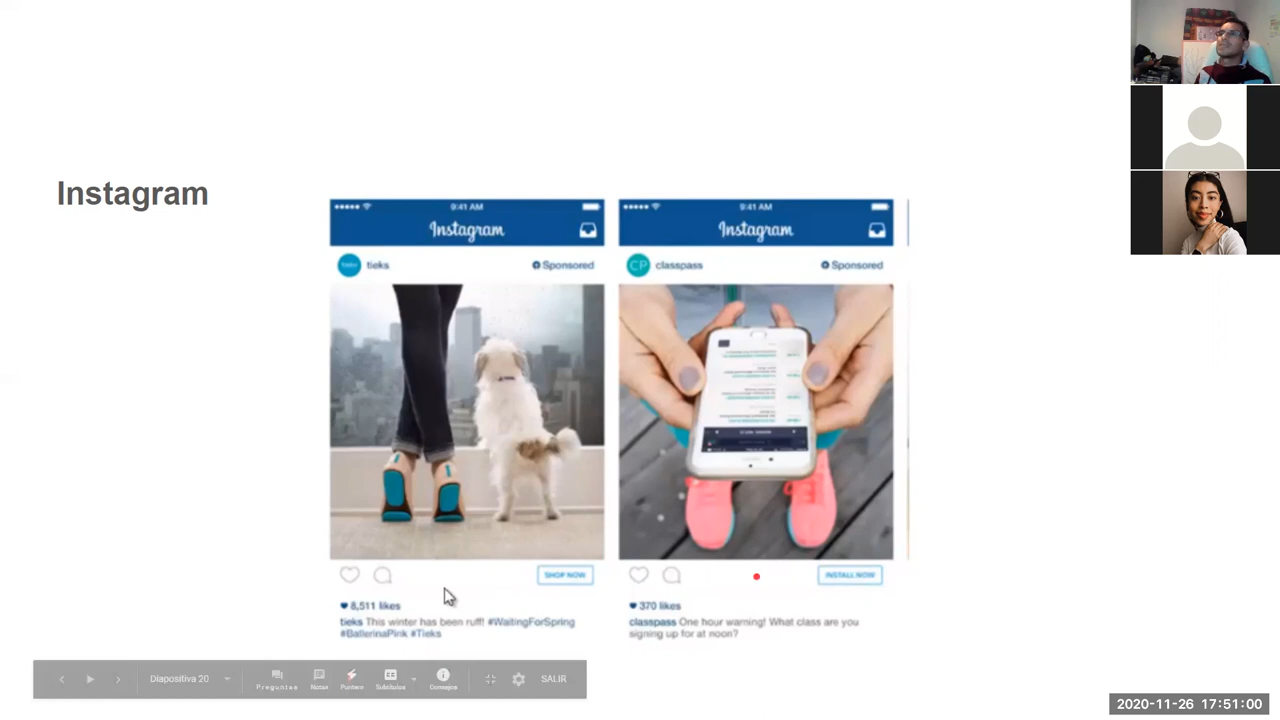 Instagram
9:41 AM
9:41 AM
Instagram
Instagram
tieks
Sponsored
CP
classpass
Sponsored
SHOP NOW
INSTALL NOW
8,511 likes
tieks This winter has been ruff! #WaitingForSpring
#BallerinaPink #Tieks
370 likes
classpass One hour warning! What class are you
signing up for at noon?
Diapositiva 20
Preguntas
Notas
Puntero
CC
Subtítulos
Consejos
SALIR
2020-11-26 17:51:00